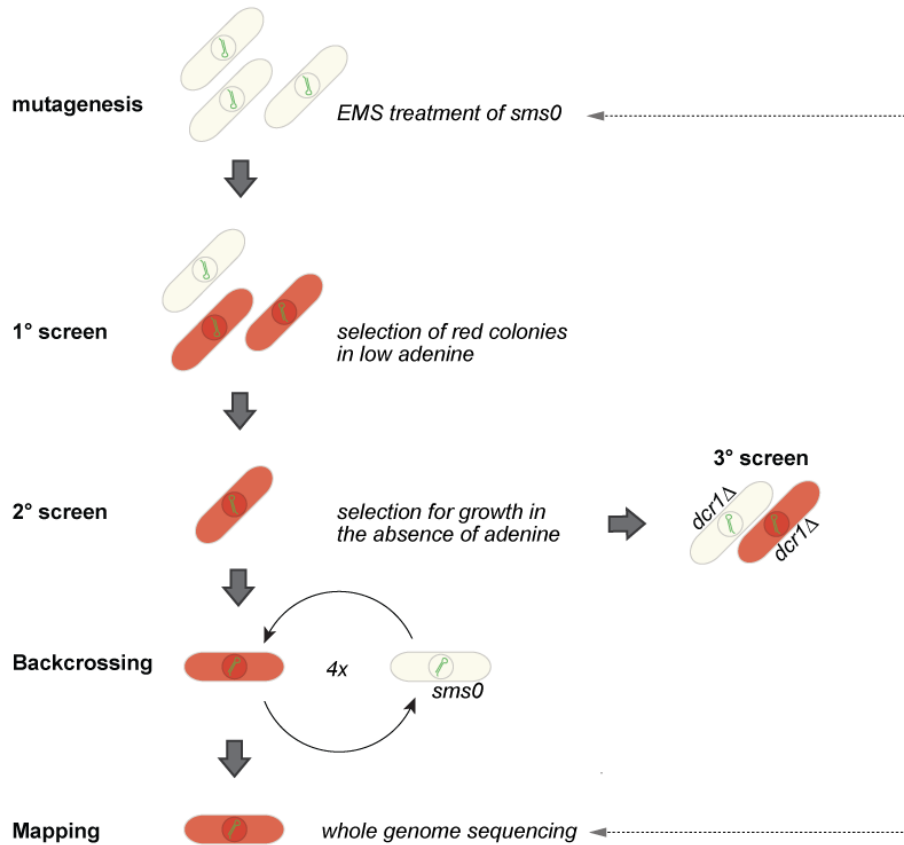 mutagenesis
EMS treatment of sms0
1° screen
selection of red colonies
in low adenine
3° screen
2° screen
selection for growth in
the absence of adenine
dcr1Δ
dcr1Δ
Backcrossing
4x
sms0
Mapping
whole genome sequencing